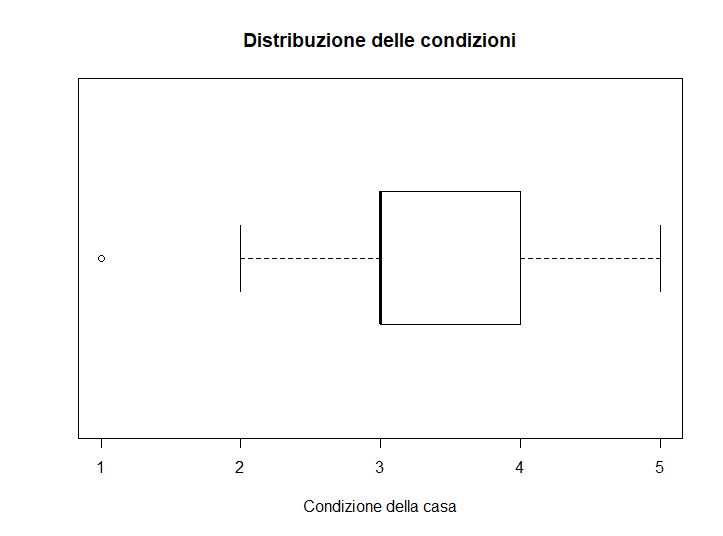 Distribuzione delle condizioni
1 2 3 4 5
Condizione della casa